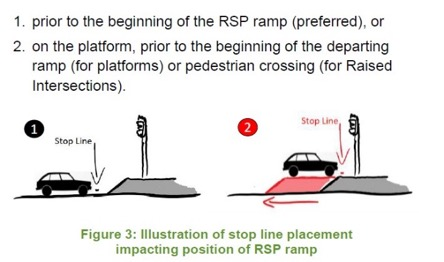 1. prior to the beginning of the RSP ramp (preferred), or
2. on the platform, prior to the beginning of the departing
ramp (for platforms) or pedestrian crossing (for Raised
Intersections).
1
Stop Line
2
Stop Line
Figure 3: Illustration of stop line placement
impacting position of RSP ramp